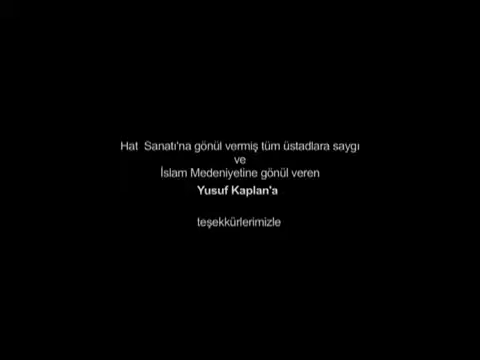 Hat Sanatı'na gönül vermiş tüm üstadlara saygı
ve
İslam Medeniyetine gönül veren
Yusuf Kaplan'a
teşekkürlerimizle